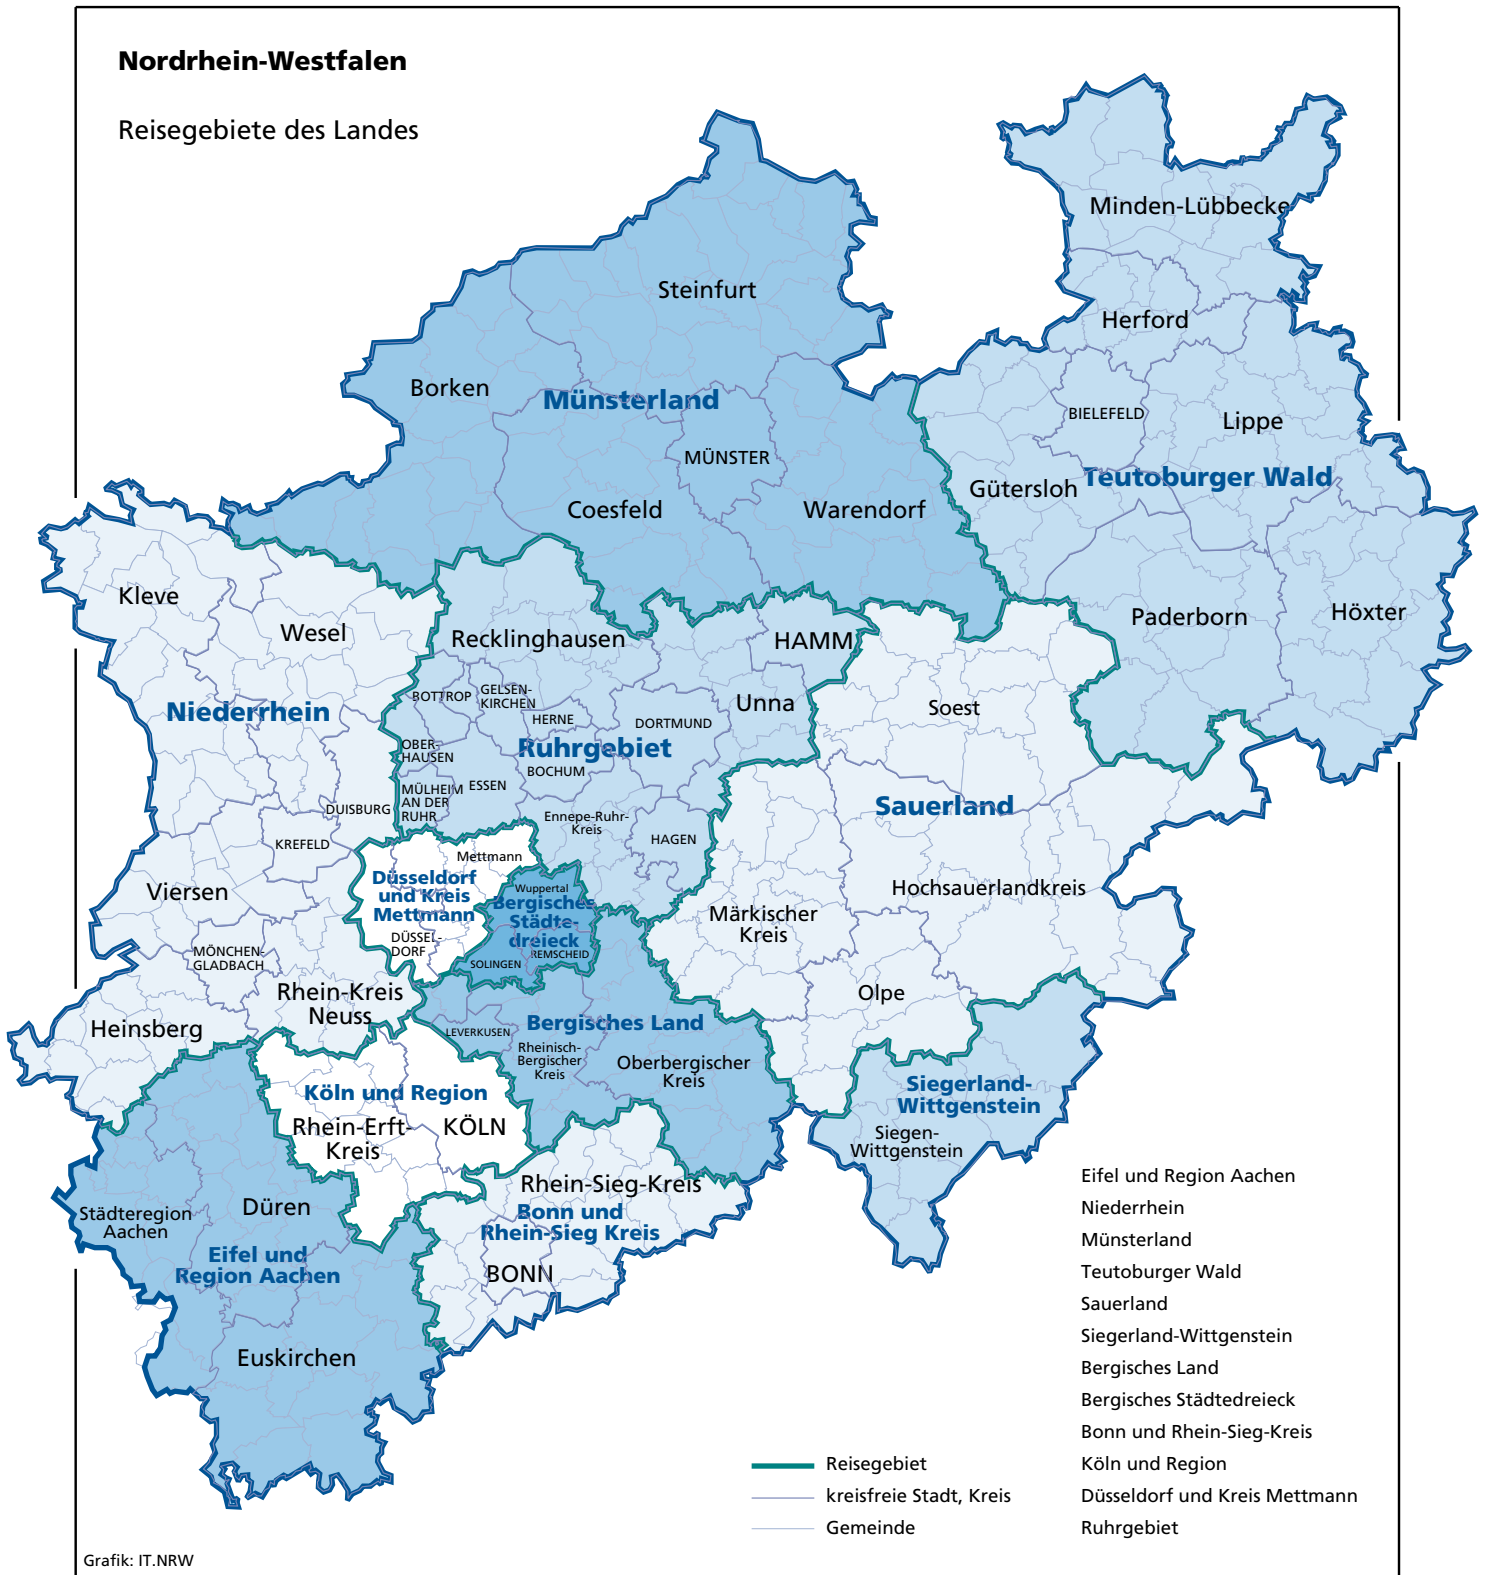 Nordrhein-Westfalen
Reisegebiete des Landes
Minden-Lübbecke
Steinfurt
Herford
Borken
Münsterland
BIELEFELD
Lippe
MÜNSTER
Teutoburger Wald
Gütersloh
Coesfeld
Warendorf
Kleve
Wesel
Recklinghausen
HAMM
Paderborn
Höxter
BOTTROP
GELSEN-
KIRCHEN
Unna
Soest
Niederrhein
HERNE
DORTMUND
OBER-
HAUSEN
Ruhrgebiet
BOCHUM
MÜLHEIM
AN DER
RUHR
ESSEN
Sauerland
DUISBURG
Ennepe-Ruhr-
Kreis
HAGEN
KREFELD
Mettmann
Düsseldorf
und Kreis
Mettmann
Viersen
Wuppertal
Bergisches
Städte-
dreieck
Hochsauerlandkreis
Märkischer
Kreis
DÜSSEL-
DORF
MÖNCHEN-
GLADBACH
SOLINGEN
REMSCHEID
Rhein-Kreis
Neuss
Olpe
Heinsberg
LEVERKUSEN
Bergisches Land
Rheinisch-
Bergischer
Kreis
Oberbergischer
Kreis
Köln und Region
Siegerland-
Wittgenstein
Rhein-Erft-
Kreis
KÖLN
Siegen-
Wittgenstein
Rhein-Sieg-Kreis
Städteregion
Aachen
Düren
Bonn und
Rhein-Sieg Kreis
Eifel und
Region Aachen
BONN
Euskirchen
Eifel und Region Aachen
Niederrhein
Münsterland
Teutoburger Wald
Sauerland
Siegerland-Wittgenstein
Bergisches Land
Bergisches Städtedreieck
Bonn und Rhein-Sieg-Kreis
Köln und Region
Düsseldorf und Kreis Mettmann
Ruhrgebiet
Reisegebiet
kreisfreie Stadt, Kreis
Gemeinde
Grafik: IT.NRW